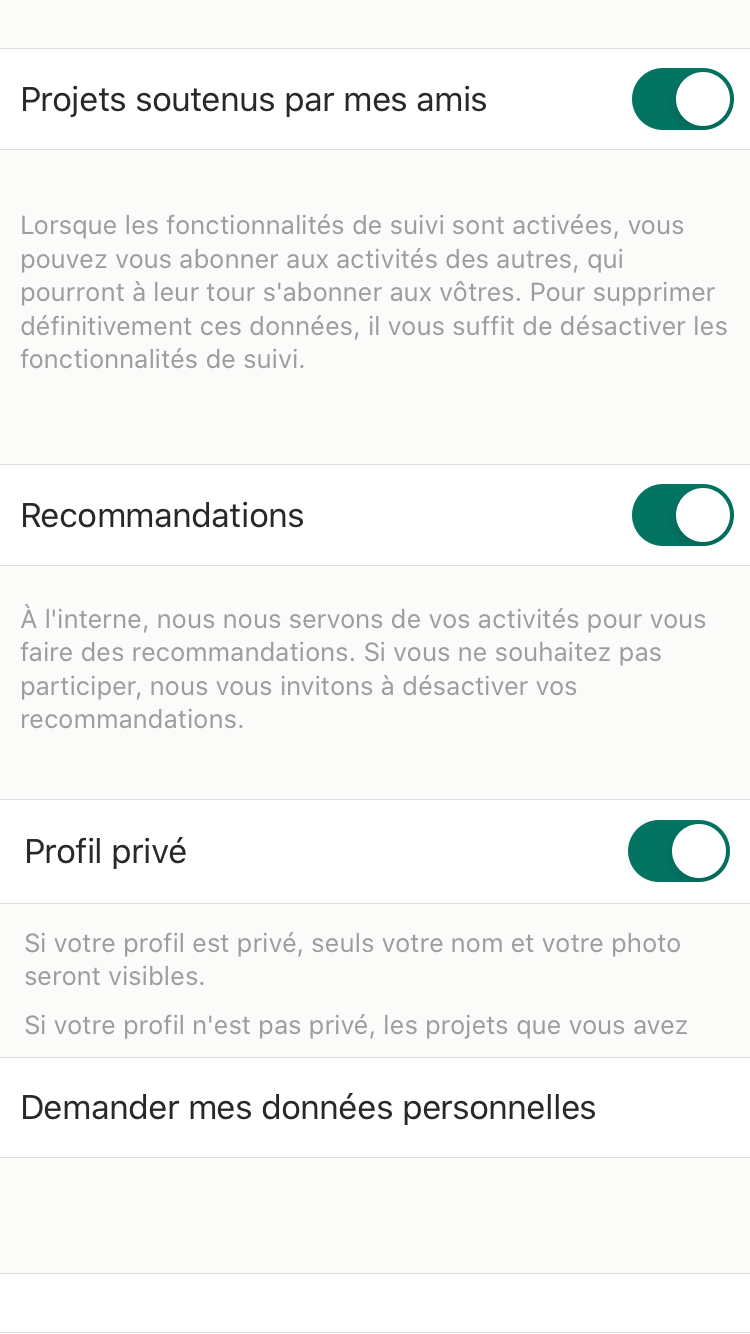 Projets soutenus par mes amis
Lorsque les fonctionnalités de suivi sont activées, vous
pouvez vous abonner aux activités des autres, qui
pourront à leur tour s'abonner aux vôtres. Pour supprimer
définitivement ces données, il vous suffit de désactiver les
fonctionnalités de suivi.
Recommandations
À l'interne, nous nous servons de vos activités pour vous
faire des recommandations. Si vous ne souhaitez pas
participer, nous vous invitons à désactiver vos
recommandations.
Profil privé
Si votre profil est privé, seuls votre nom et votre photo
seront visibles.
Si votre profil n'est pas privé, les projets que vous avez
Demander mes données personnelles